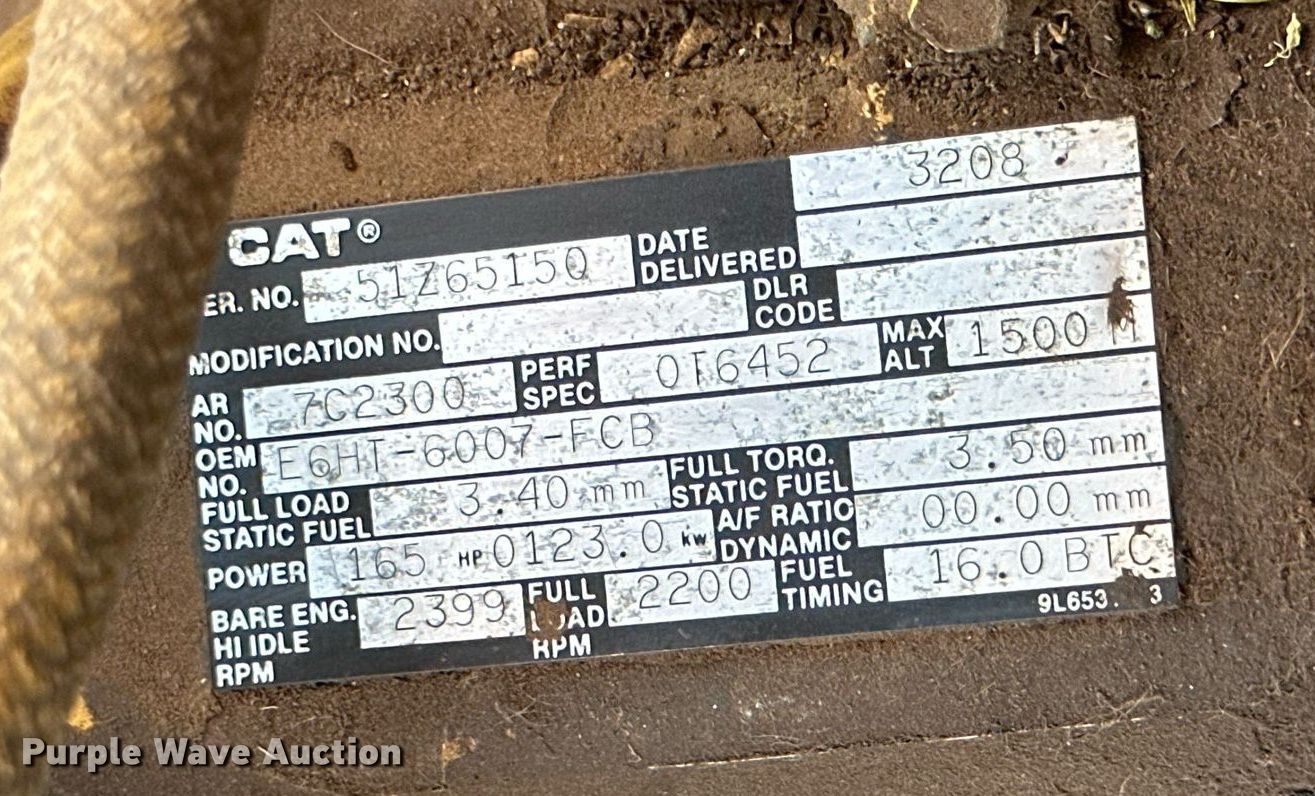 3208
CAT®
ER. NO. 51Z65150 DATE DELIVERED
MODIFICATION NO. DLR CODE
AR NO. 7C2300 PERF SPEC 0T6452 MAX ALT 1500 M
OEM NO. E6HT-6007-FCB
FULL LOAD STATIC FUEL 3.40 mm FULL TORQ. STATIC FUEL 3.50 mm
POWER 165 HP 0123.0 KW A/F RATIO DYNAMIC 00.00 mm
BARE ENG. HI IDLE RPM 2399 FULL LOAD RPM 2200 FUEL TIMING 16.0 BTC
9L653. 3
Purple Wave Auction